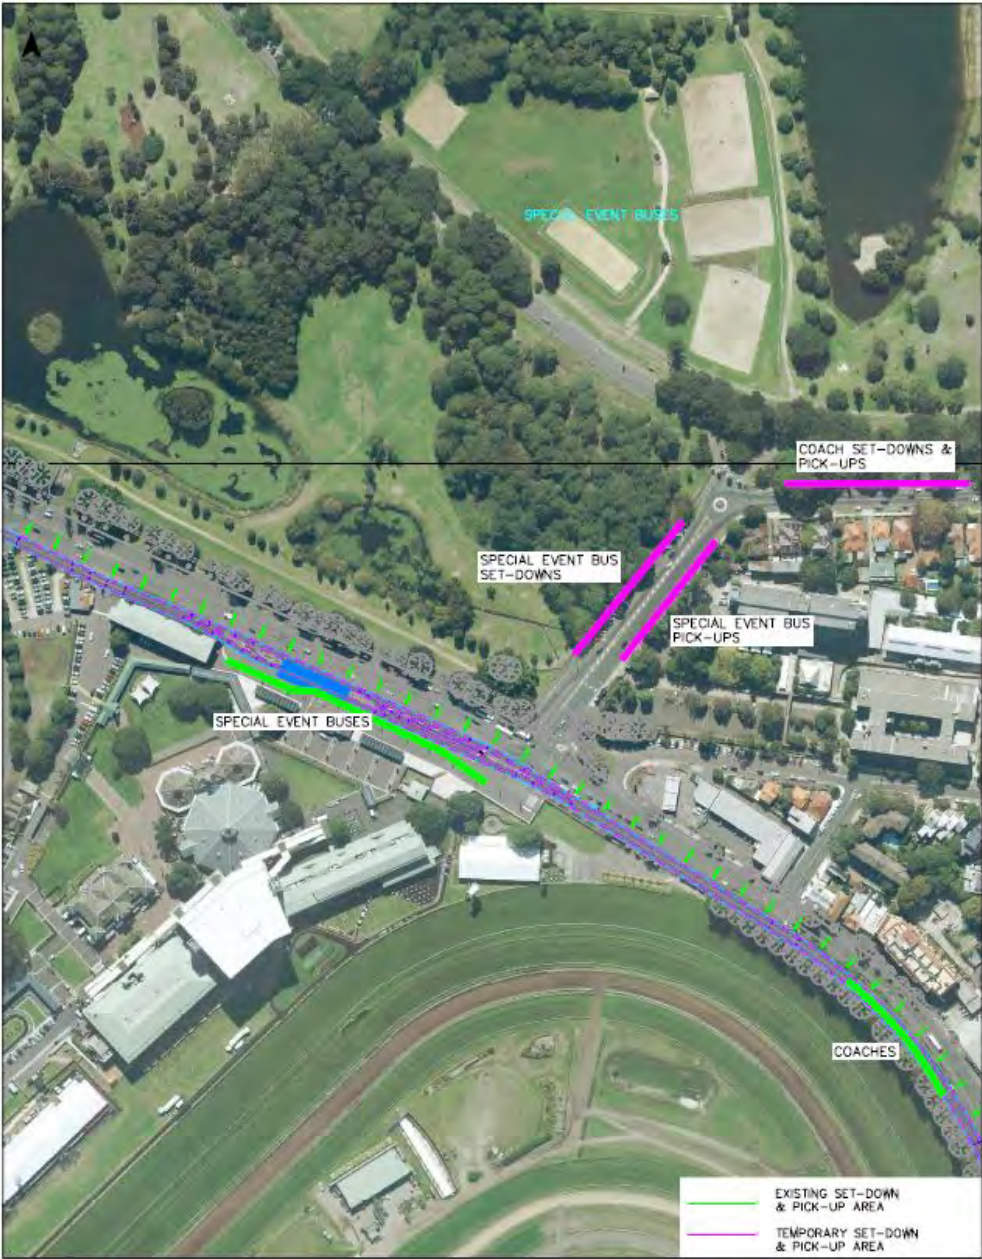 SPECIAL EVENT BUSES
COACH SET-DOWNS &
PICK-UPS
SPECIAL EVENT BUS
SET-DOWNS
SPECIAL EVENT BUS
PICK-UPS
SPECIAL EVENT BUSES
COACHES
EXISTING SET-DOWN
& PICK-UP AREA
TEMPORARY SET-DOWN
& PICK-UP AREA